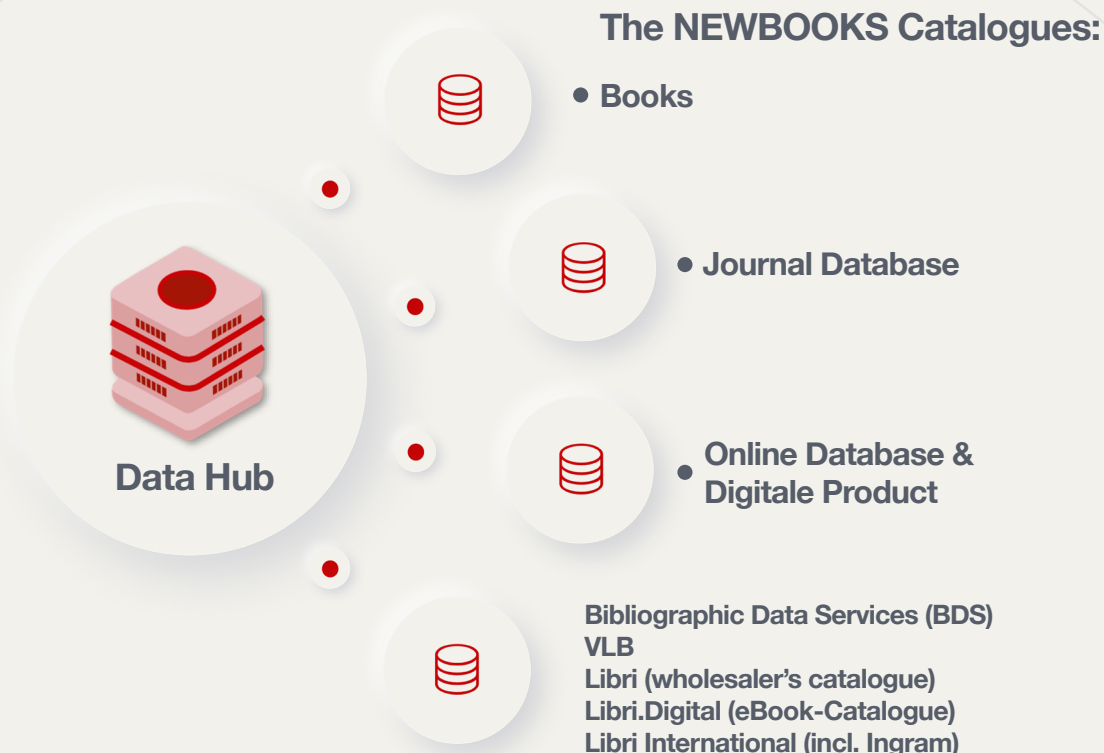 The NEWBOOKS Catalogues:
• Books
• Journal Database
Data Hub
• Online Database &
Digitale Product
Bibliographic Data Services (BDS)
VLB
Libri (wholesaler's catalogue)
Libri.Digital (eBook-Catalogue)
Libri International (incl. Ingram)